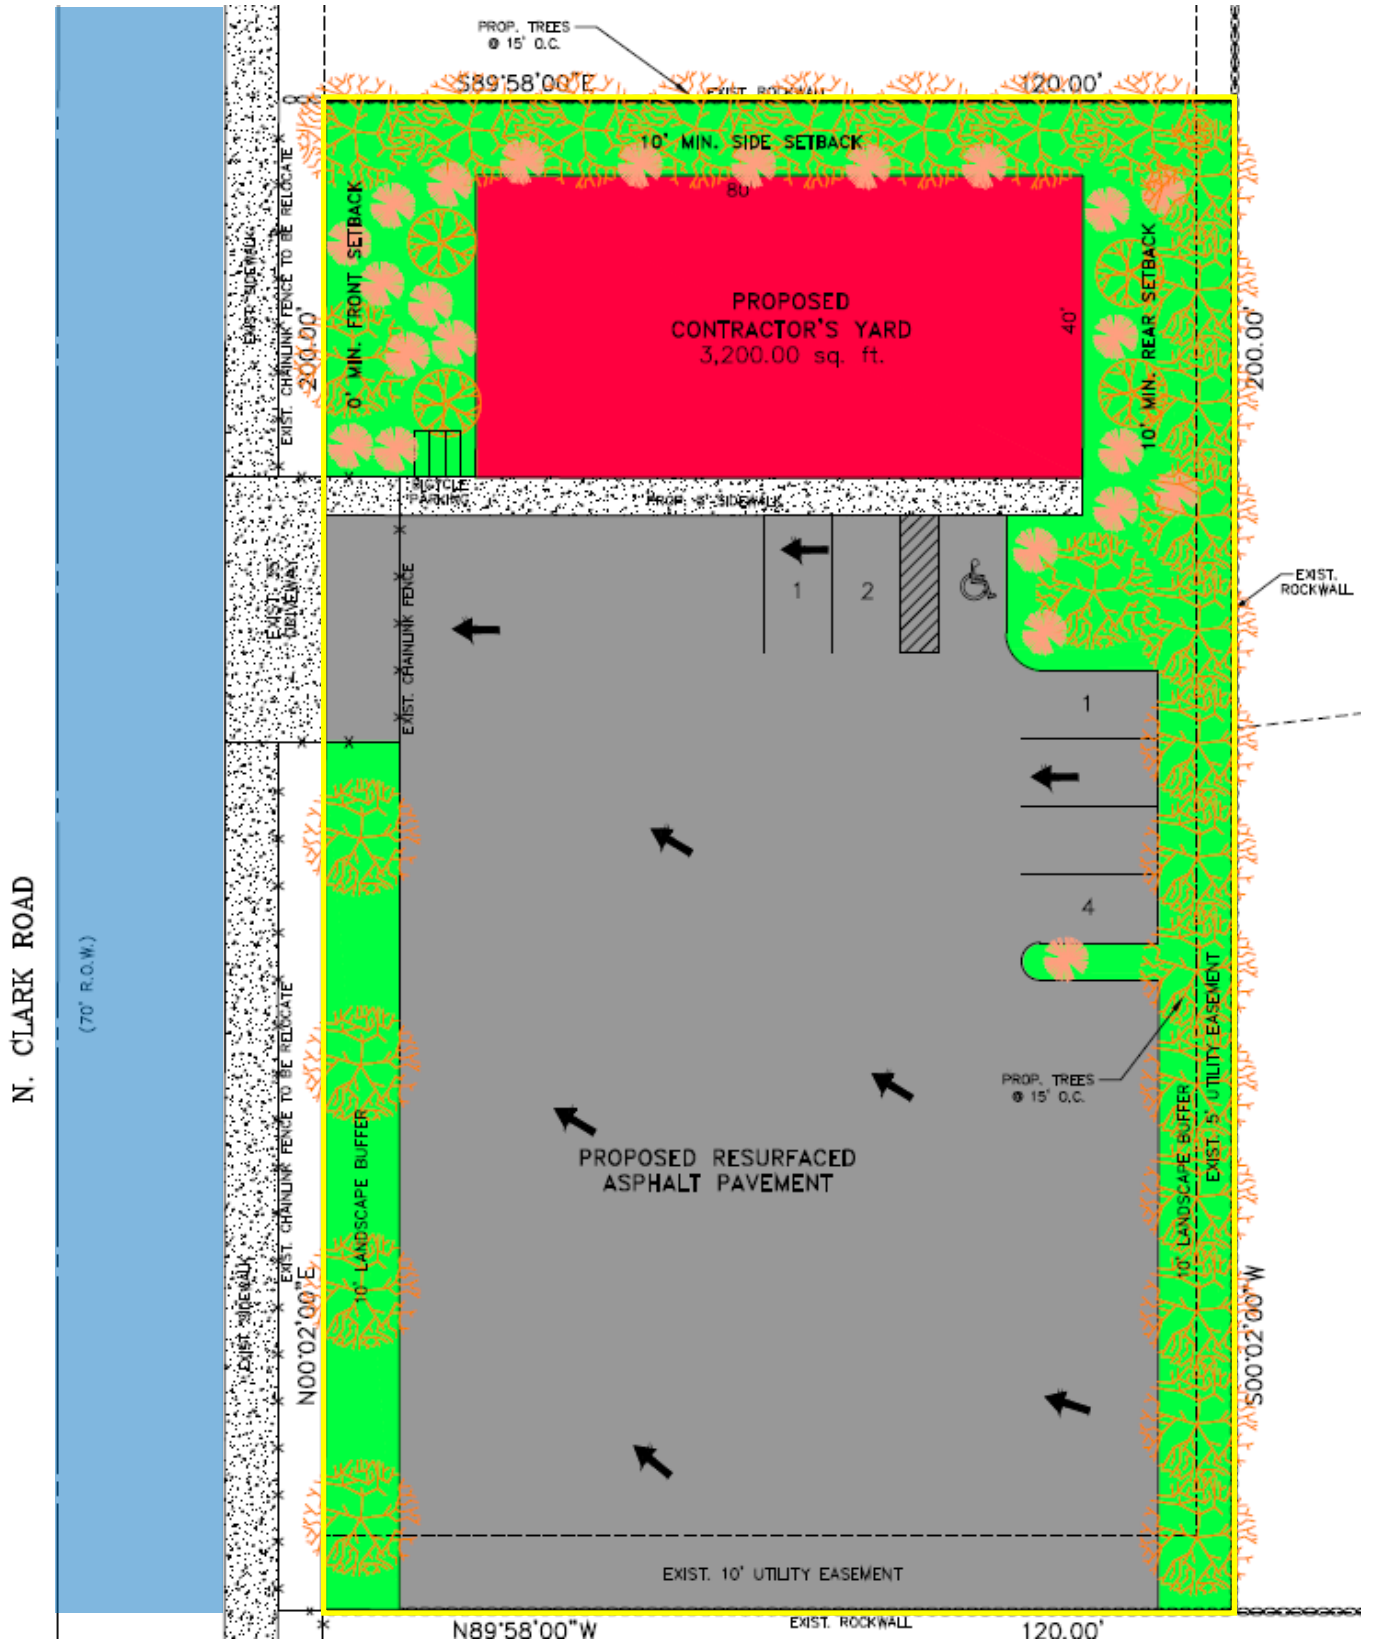 PROP. TREES
@ 15' O.C.
S89°58'00"E
EXIST. ROCKWALL
120.00'
10' MIN. SIDE SETBACK
80'
EXIST. SIDEWALK
EXIST. CHAINLINK FENCE TO BE RELOCATE
200.00'
0' MIN. FRONT SETBACK
PROPOSED
CONTRACTOR'S YARD
3,200.00 sq. ft.
40'
10' MIN. REAR SETBACK
200.00'
BICYCLE
PARKING
SIDEWALK
DRIVEWAY
EXIST. CHAINLINK FENCE
1
2
EXIST.
ROCKWALL
1
4
N. CLARK ROAD
(70' R.O.W.)
EXIST. SIDEWALK
EXIST. CHAINLINK FENCE TO BE RELOCATE
N00°02'00"E
10' LANDSCAPE BUFFER
PROP. TREES
@ 15' O.C.
PROPOSED RESURFACED
ASPHALT PAVEMENT
10' LANDSCAPE BUFFER
EXIST. 5' UTILITY EASEMENT
S00°02'00"W
EXIST. 10' UTILITY EASEMENT
N89°58'00"W
EXIST. ROCKWALL
120.00'